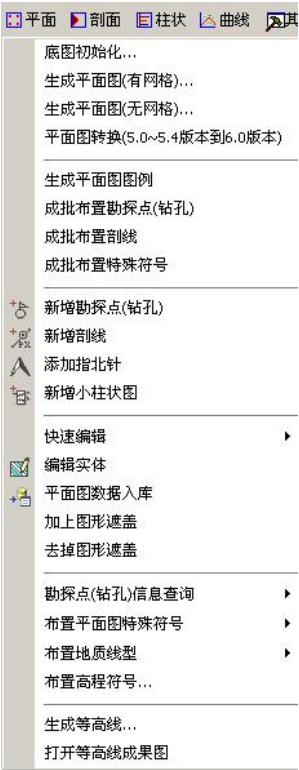 平面 剖面 柱状 曲线 其
底图初始化...
生成平面图(有网格)...
生成平面图(无网格)...
平面图转换(5.0~5.4版本到6.0版本)
生成平面图图例
成批布置勘探点(钻孔)
成批布置剖线
成批布置特殊符号
新增勘探点(钻孔)
新增剖线
添加指北针
新增小柱状图
快速编辑
编辑实体
平面图数据入库
加上图形遮盖
去掉图形遮盖
勘探点(钻孔)信息查询
布置平面图特殊符号
布置地质线型
布置高程符号...
生成等高线...
打开等高线成果图